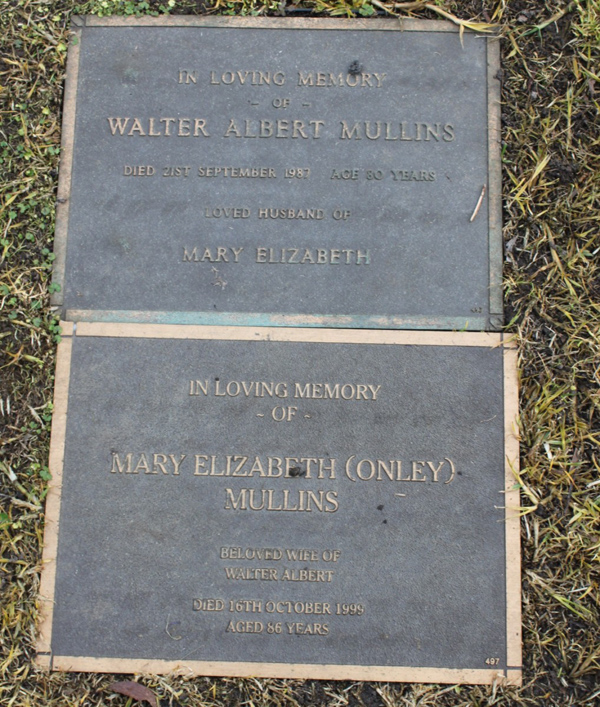 IN LOVING MEMORY
- OF -
WALTER ALBERT MULLINS
DIED 21ST SEPTEMBER 1987 AGE 80 YEARS
LOVED HUSBAND OF
MARY ELIZABETH
IN LOVING MEMORY
- OF -
MARY ELIZABETH (ONLEY)
MULLINS
BELOVED WIFE OF
WALTER ALBERT
DIED 16TH OCTOBER 1999
AGED 86 YEARS
497